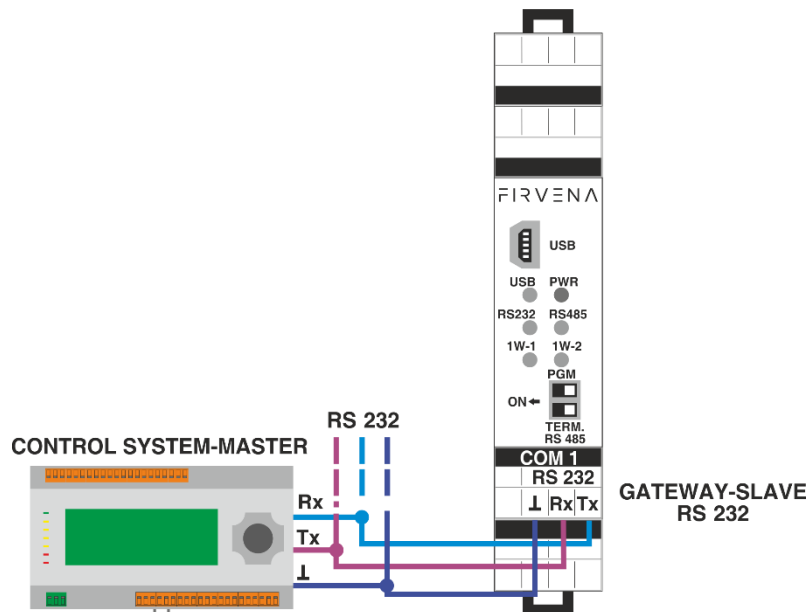 FIRVENA
USB
USB PWR
RS232 RS485
1W-1 1W-2
PGM
ON
TERM.
RS 485
RS 232
CONTROL SYSTEM-MASTER
Rx
Tx
⊥
COM 1
RS 232
⊥ Rx Tx
GATEWAY-SLAVE
RS 232